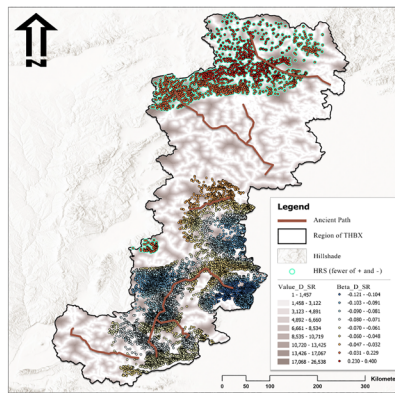 N
Legend
Ancient Path
Region of THBX
Hillshade
HRS (fewer of + and -)
Value_D_SR Beta_D_SR
1 - 1,457 -0.121 - -0.104
1,458 - 3,122 -0.103 - -0.091
3,123 - 4,891 -0.090 - -0.081
4,892 - 6,660 -0.080 - -0.071
6,661 - 8,534 -0.070 - -0.061
8,535 - 10,719 -0.060 - -0.048
10,720 - 13,425 -0.047 - -0.032
13,426 - 17,067 -0.031 - 0.229
17,068 - 26,538 0.230 - 0.400
Kilometers
0 50 100 200 300